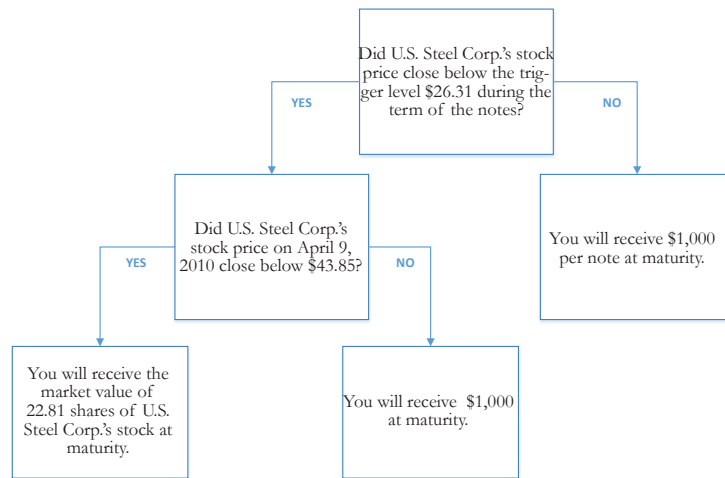 Did U.S. Steel Corp.'s stock
price close below the trig-
ger level $26.31 during the
term of the notes?
YES
NO
Did U.S. Steel Corp.'s
stock price on April 9,
2010 close below $43.85?
You will receive $1,000
per note at maturity.
YES
NO
You will receive the
market value of
22.81 shares of U.S.
Steel Corp.'s stock at
maturity.
You will receive $1,000
at maturity.